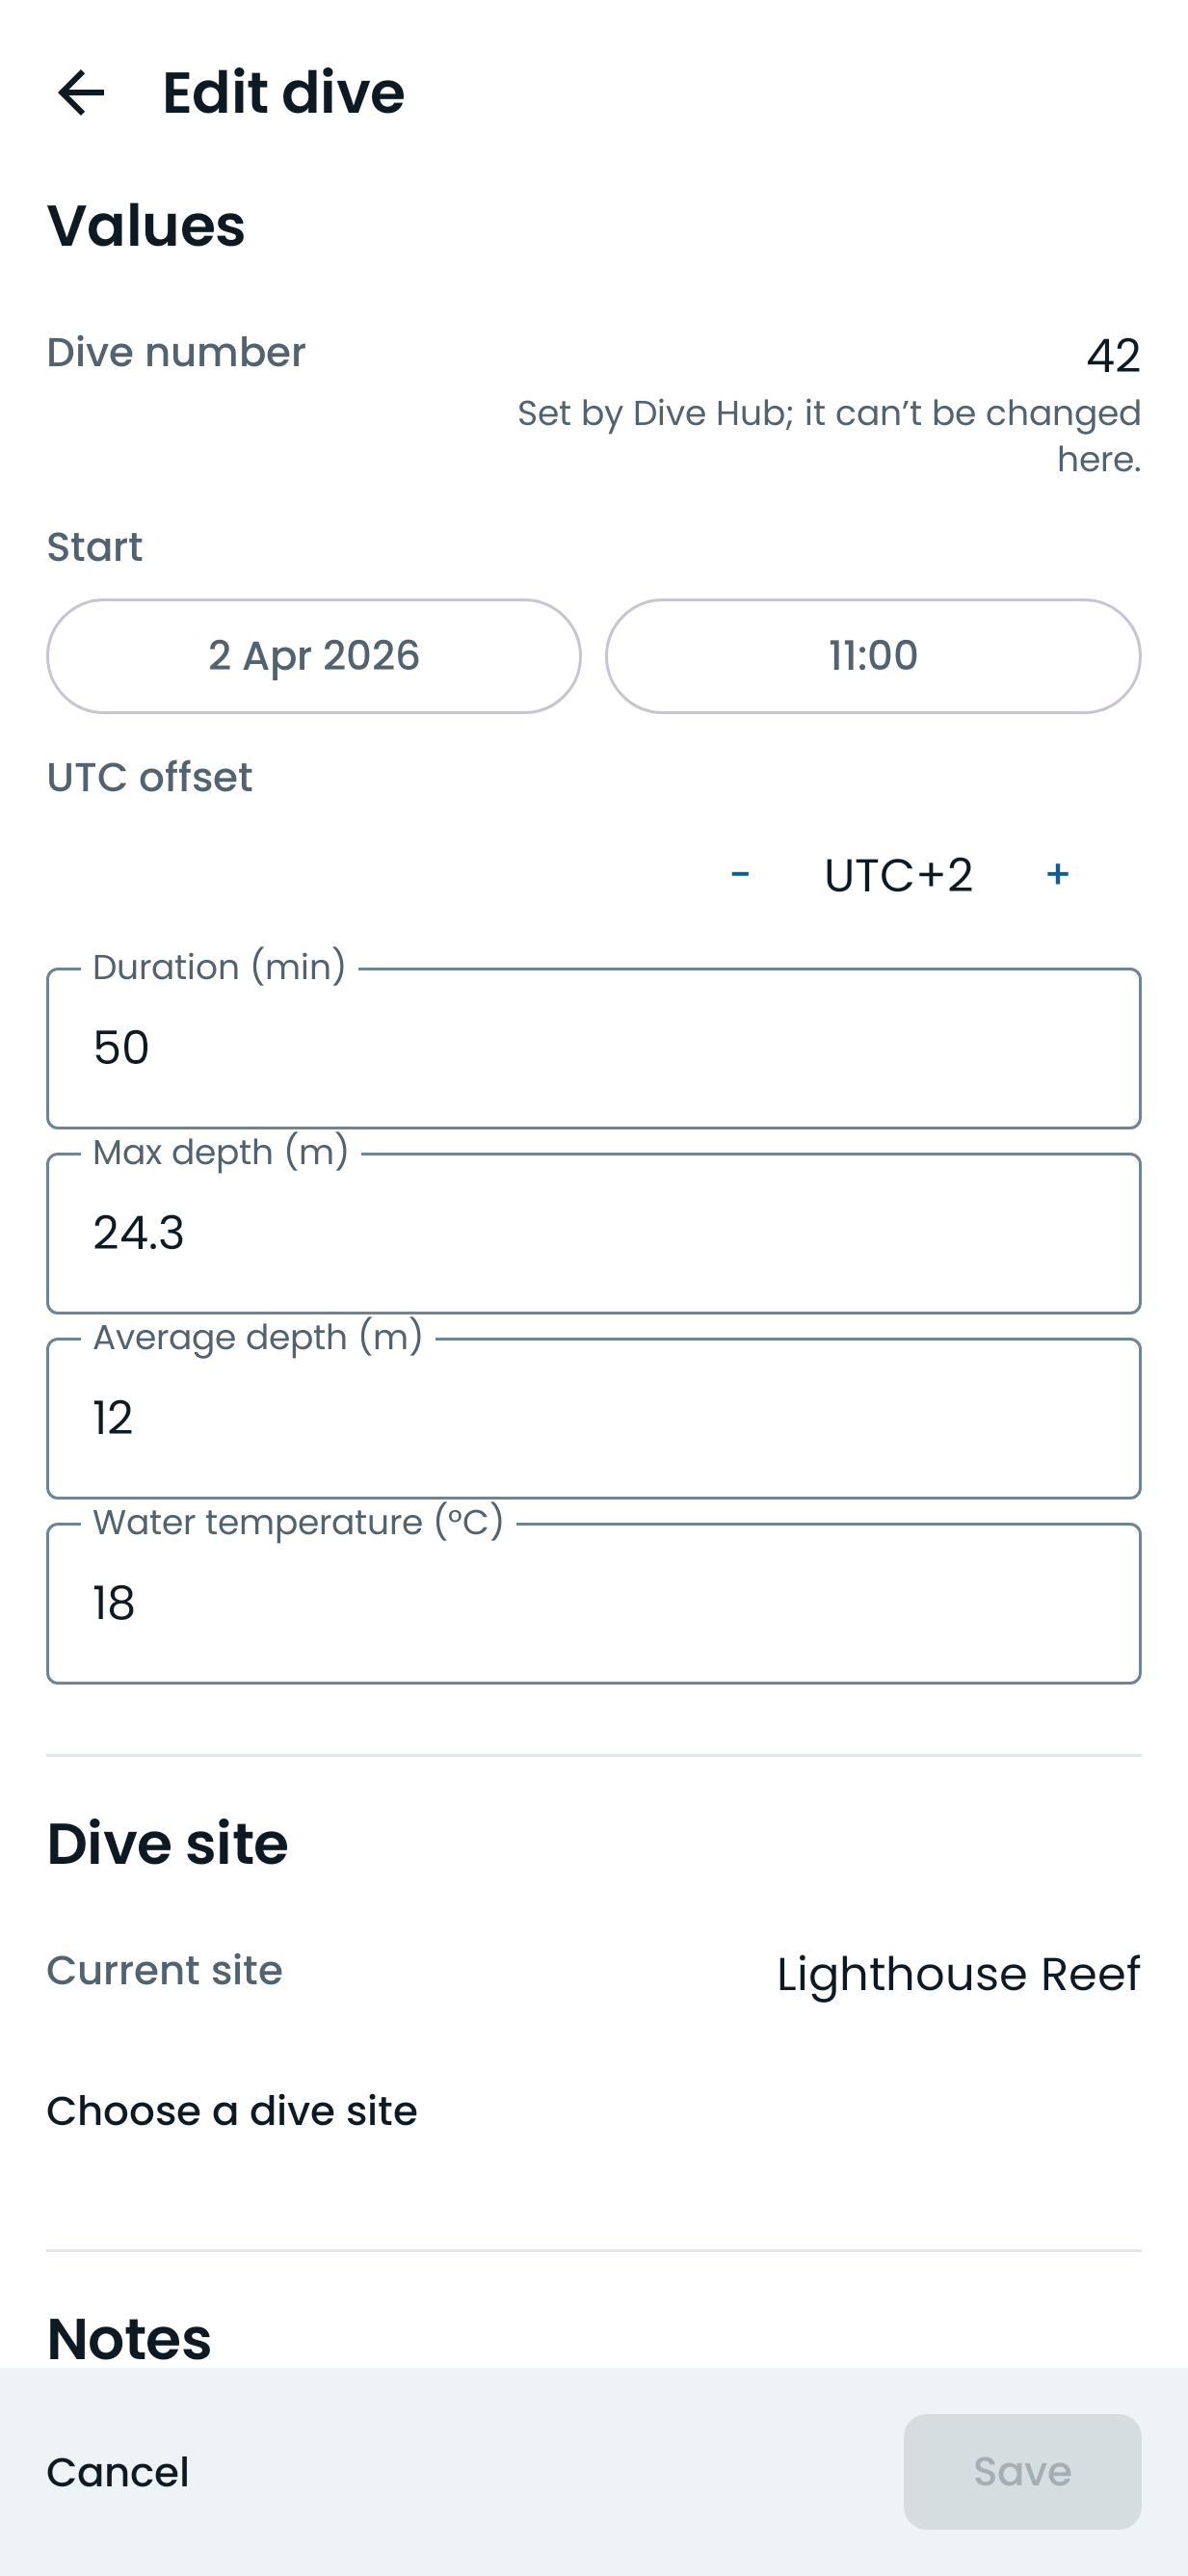 Edit dive
Values
Dive number
42
Set by Dive Hub; it can’t be changed
here.
Start
2 Apr 2026
11:00
UTC offset
- UTC+2 +
Duration (min)
50
Max depth (m)
24.3
Average depth (m)
12
Water temperature (°C)
18
Dive site
Current site
Lighthouse Reef
Choose a dive site
Notes
Cancel
Save